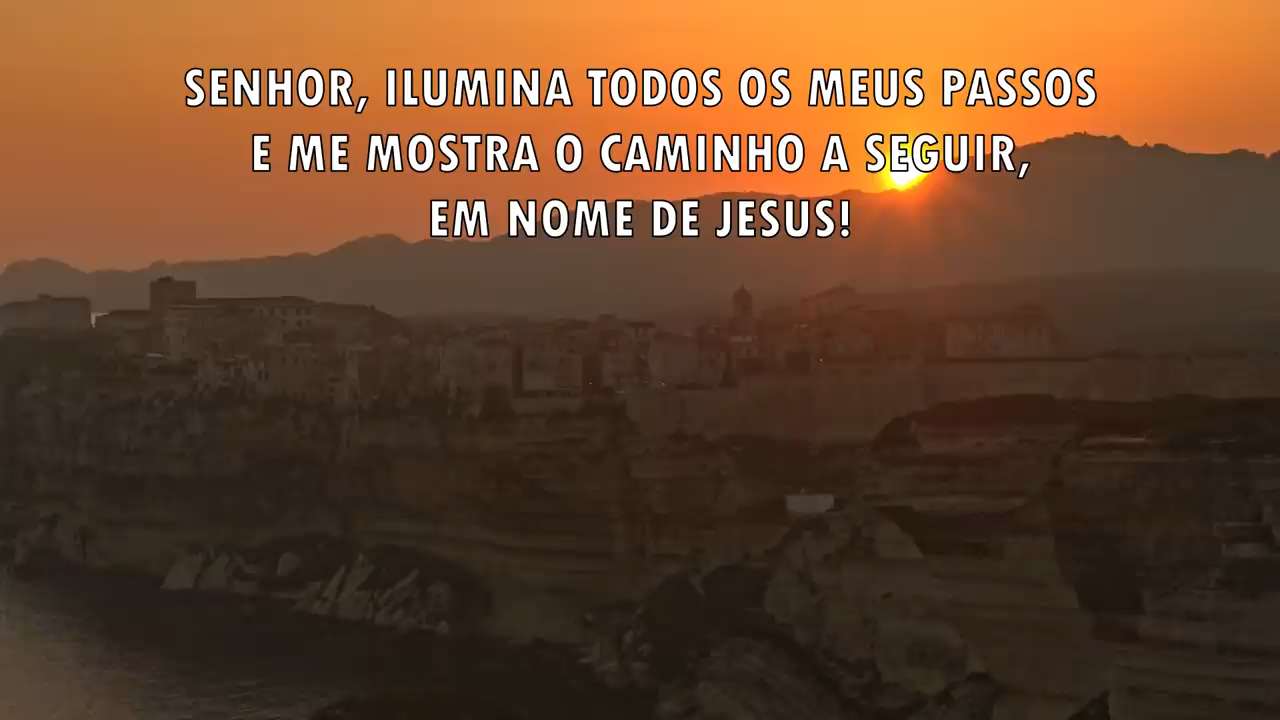 SENHOR, ILUMINA TODOS OS MEUS PASSOS
E ME MOSTRA O CAMINHO A SEGUIR,
EM NOME DE JESUS!